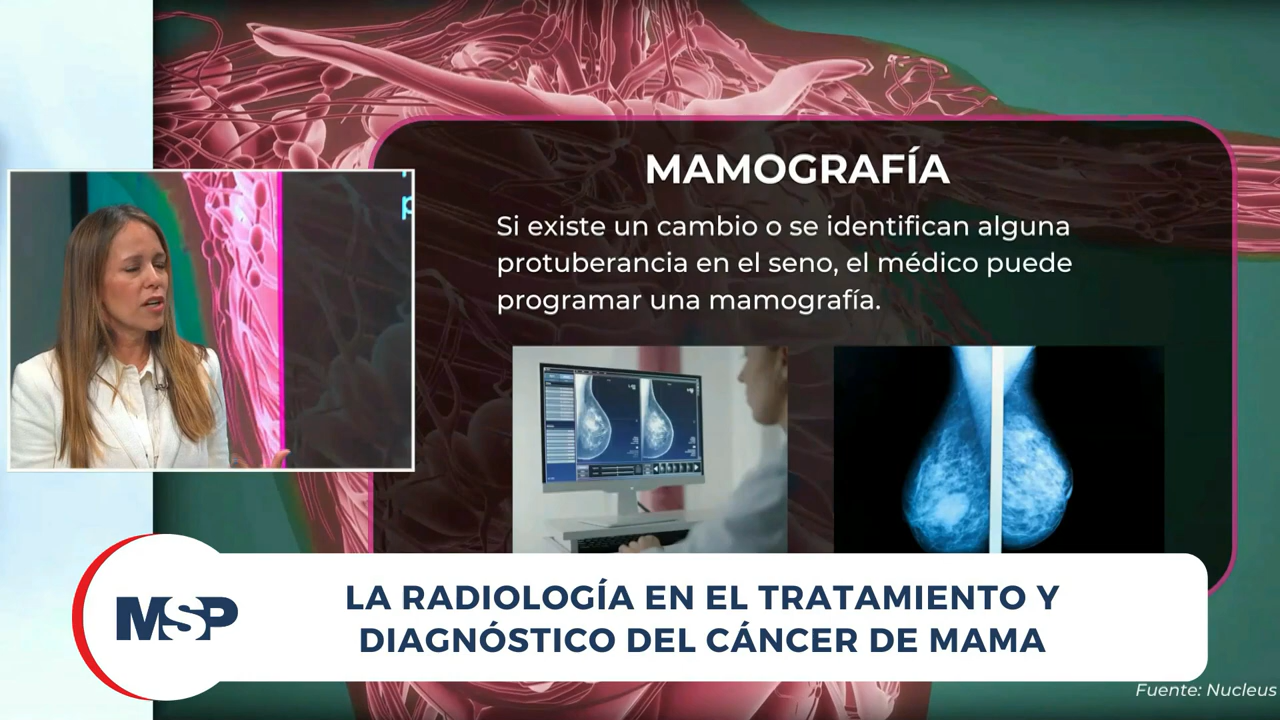 MAMOGRAFÍA
Si existe un cambio o se identifican alguna
protuberancia en el seno, el médico puede
programar una mamografía.
MSP
LA RADIOLOGÍA EN EL TRATAMIENTO Y
DIAGNÓSTICO DEL CÁNCER DE MAMA
Fuente: Nucleus